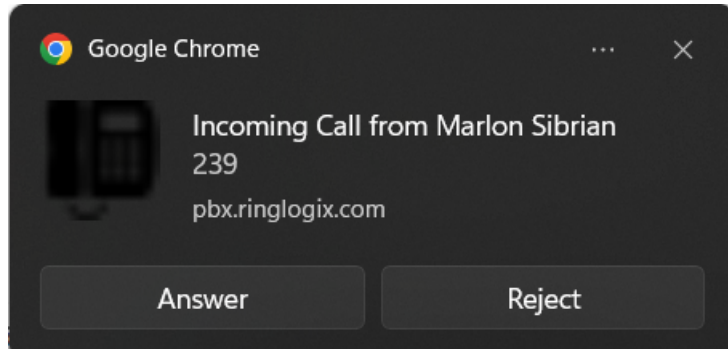 Google Chrome
Incoming Call from Marlon Sibrian
239
pbx.ringlogix.com
Answer Reject